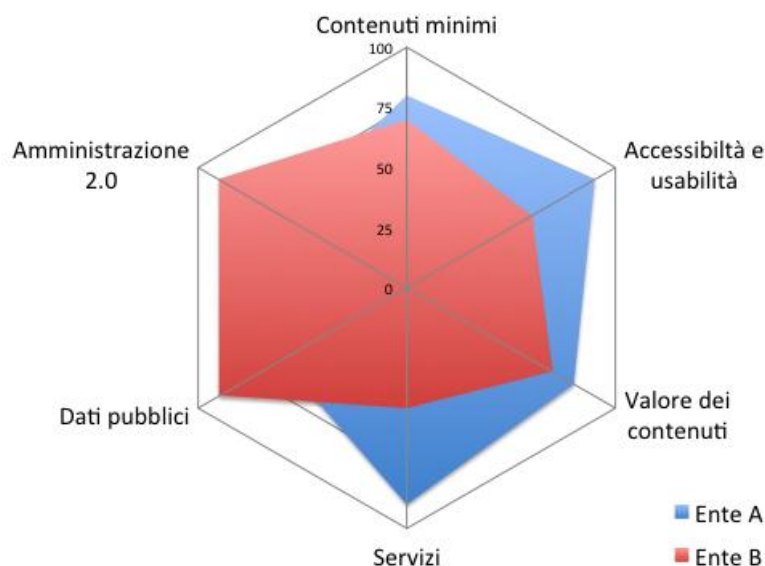 Contenuti minimi
100
75
50
25
0
Amministrazione
2.0
Accessibiltà e
usabilità
Dati pubblici
Valore dei
contenuti
Servizi
Ente A
Ente B